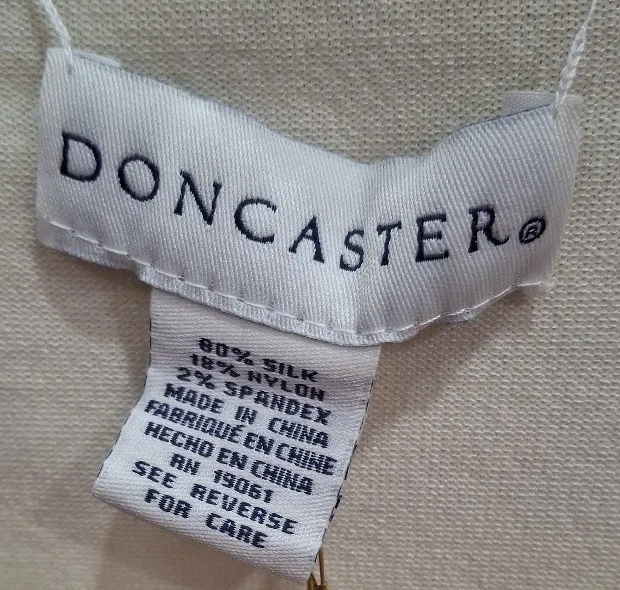 DONCASTER®
80% SILK
18% NYLON
2% SPANDEX
MADE IN CHINA
FABRIQUÉ EN CHINE
HECHO EN CHINA
RN 19061
SEE REVERSE
FOR CARE